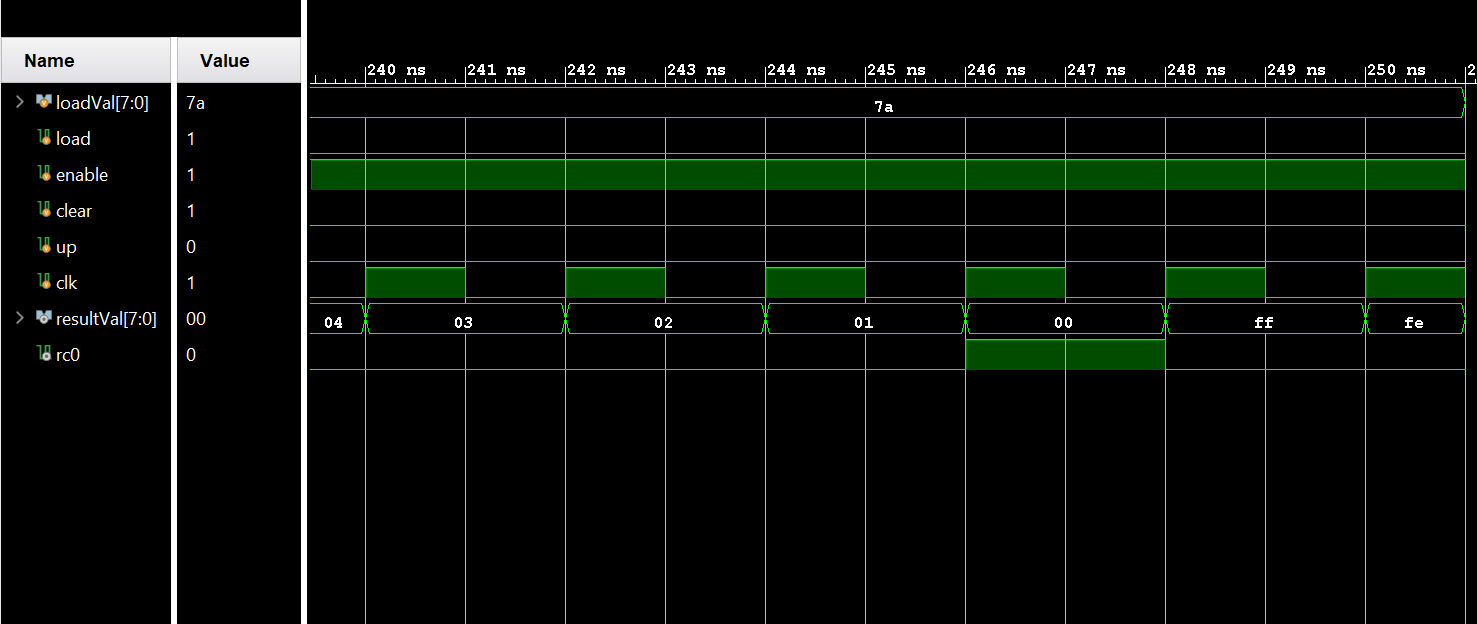 Name Value
240 ns 241 ns 242 ns 243 ns 244 ns 245 ns 246 ns 247 ns 248 ns 249 ns 250 ns 2
loadVal[7:0] 7a 7a
load 1
enable 1
clear 1
up 0
clk 1
resultVal[7:0] 00 04 03 02 01 00 ff fe
rc0 0